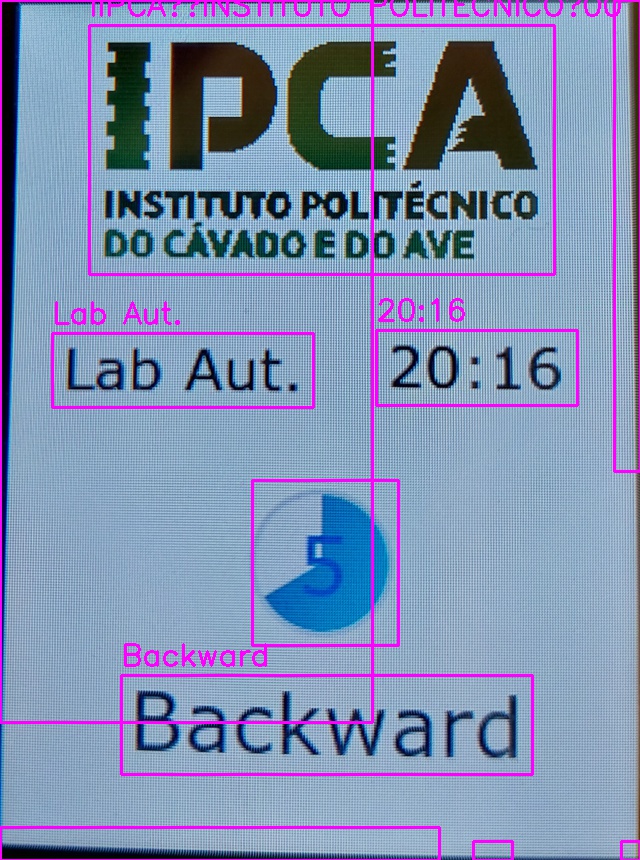 IPCA??INSTITUTO POLITÉCNICO?00
IPCA
INSTITUTO POLITÉCNICO
DO CÁVADO E DO AVE
Lab Aut.
20:16
Lab Aut.
20:16
5
Backward
Backward